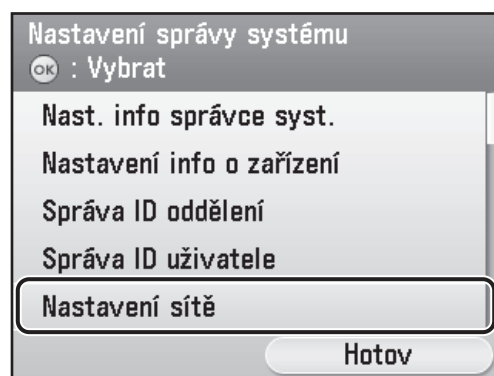 Nastavení správy systému
OK : Vybrat
Nast. info správce syst.
Nastavení info o zařízení
Správa ID oddělení
Správa ID uživatele
Nastavení sítě
Hotov